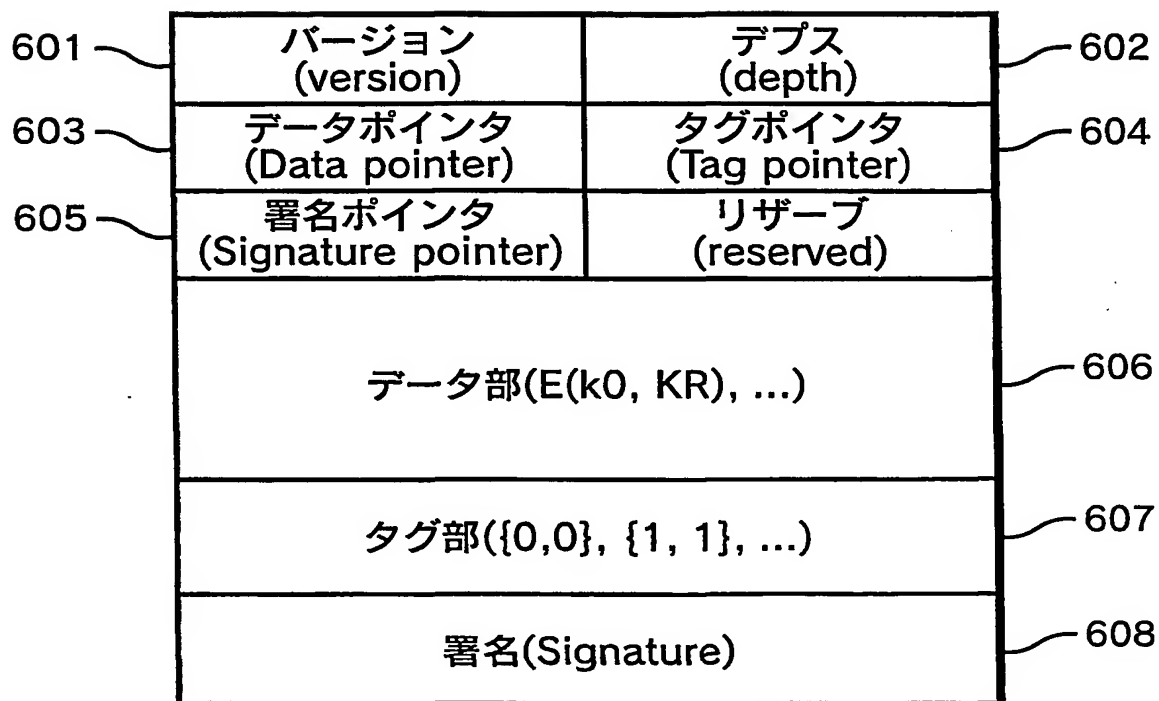 601
バージョン
(version)
デプス
(depth)
602
603
データポインタ
(Data pointer)
タグポインタ
(Tag pointer)
604
605
署名ポインタ
(Signature pointer)
リザーブ
(reserved)
データ部(E(k0, KR), ...)
606
タグ部({0,0}, {1, 1}, ...)
607
署名(Signature)
608